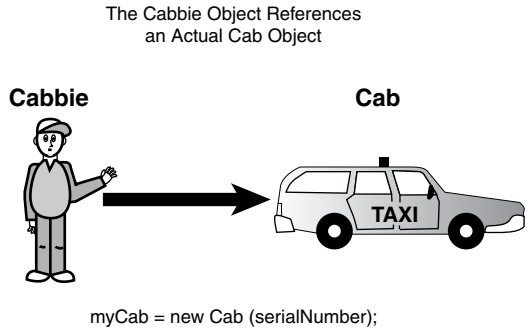 The Cabbie Object References
an Actual Cab Object
Cabbie
Cab
TAXI
myCab = new Cab (serialNumber);